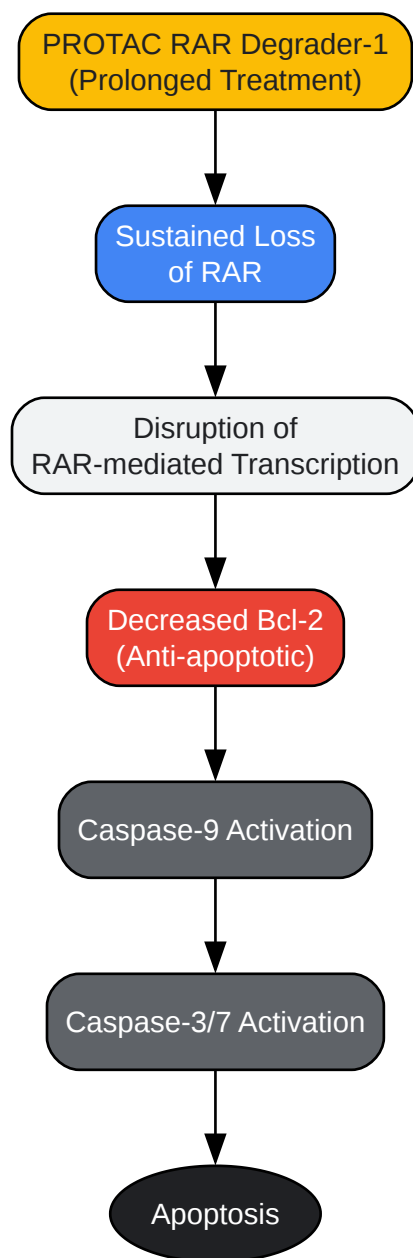 PROTAC RAR Degrader-1
(Prolonged Treatment)
Sustained Loss
of RAR
Disruption of
RAR-mediated Transcription
Decreased Bcl-2
(Anti-apoptotic)
Caspase-9 Activation
Caspase-3/7 Activation
Apoptosis